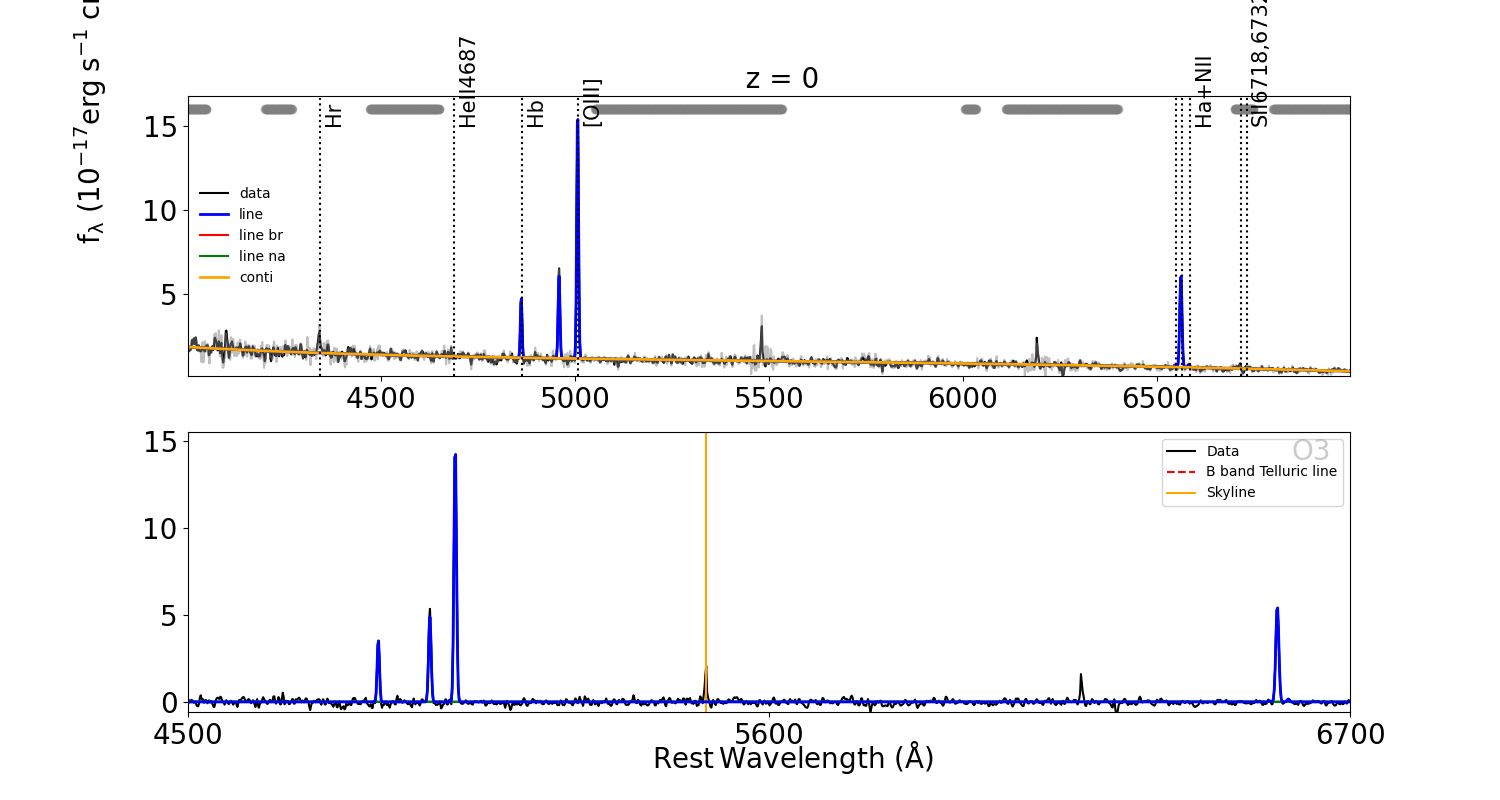 z = 0
f_λ (10^−17 erg s^−1 c
Hr
HeII4687
Hb
[OIII]
Ha+NII
SII6718,6732
15
10
5
data
line
line br
line na
conti
4500
5000
5500
6000
6500
15
10
5
0
O3
Data
B band Telluric line
Skyline
4500
5600
6700
Rest Wavelength (Å)